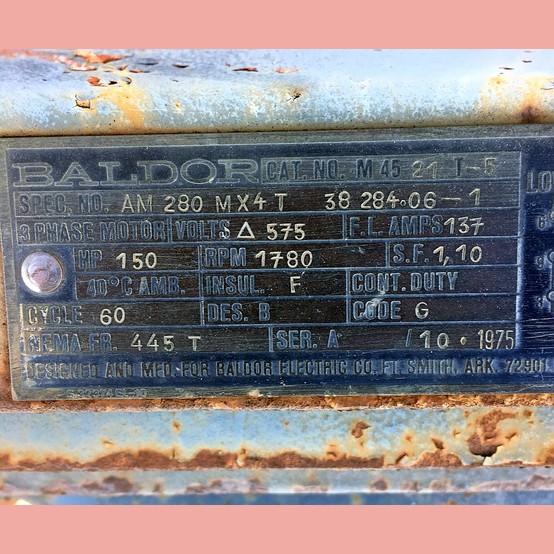 BALDOR CAT. NO. M 45 21 T-5
SPEC. NO. AM 280 MX4 T 38 284.06-1
3 PHASE MOTOR VOLTS Δ 575 F.L. AMPS 137
HP 150 RPM 1780 S.F. 1,10
40°C AMB. INSUL. F CONT. DUTY
CYCLE 60 DES. B CODE G
NEMA FR. 445 T SER. A / 10 • 1975
DESIGNED AND MFD. FOR BALDOR ELECTRIC CO. FT. SMITH, ARK. 72901